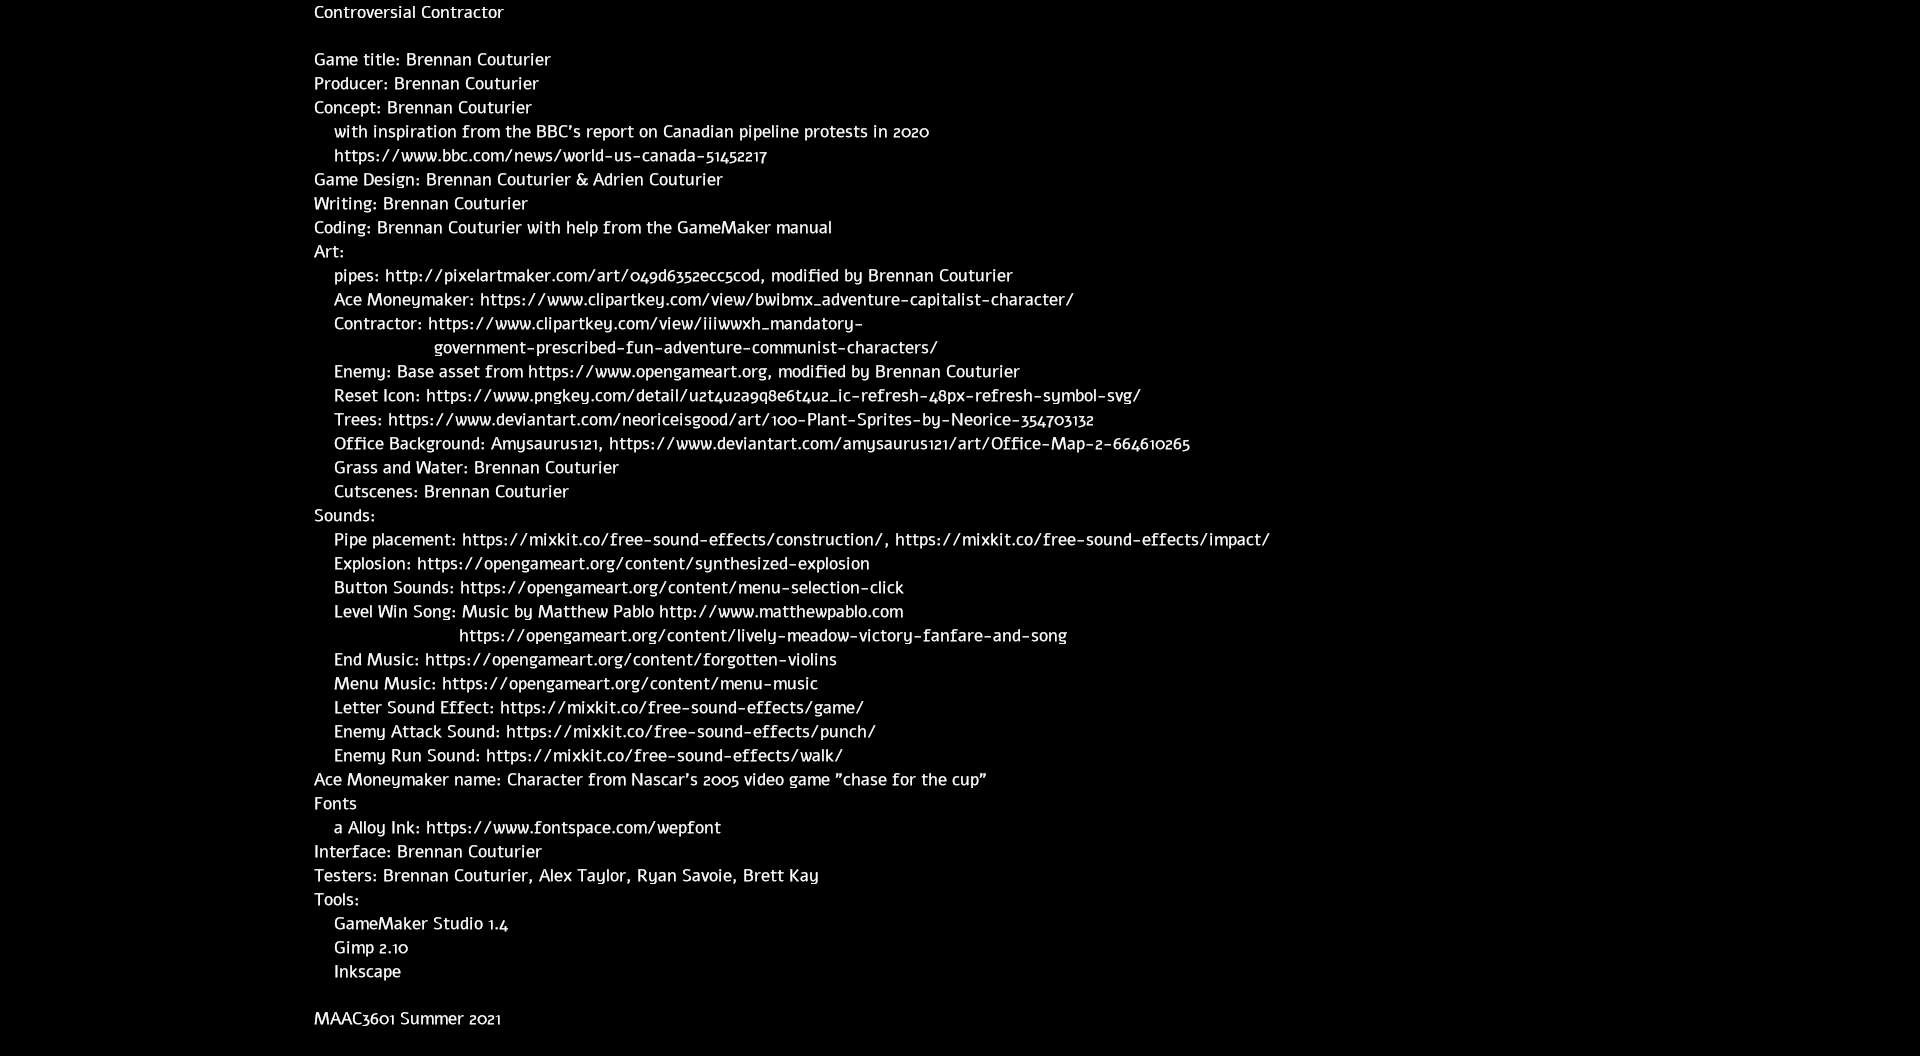 Controversial Contractor
Game title: Brennan Couturier
Producer: Brennan Couturier
Concept: Brennan Couturier
with inspiration from the BBC's report on Canadian pipeline protests in 2020
https://www.bbc.com/news/world-us-canada-51452217
Game Design: Brennan Couturier & Adrien Couturier
Writing: Brennan Couturier
Coding: Brennan Couturier with help from the GameMaker manual
Art:
pipes: http://pixelartmaker.com/art/049d6352ecc5c0d, modified by Brennan Couturier
Ace Moneymaker: https://www.clipartkey.com/view/bwibmx_adventure-capitalist-character/
Contractor: https://www.clipartkey.com/view/iiiwwxh_mandatory-
government-prescribed-fun-adventure-communist-characters/
Enemy: Base asset from https://www.opengameart.org, modified by Brennan Couturier
Reset Icon: https://www.pngkey.com/detail/u2t4u2a9q8e6t4u2_ic-refresh-48px-refresh-symbol-svg/
Trees: https://www.deviantart.com/neoriceisgood/art/100-Plant-Sprites-by-Neorice-354703132
Office Background: Amysaurus121, https://www.deviantart.com/amysaurus121/art/Office-Map-2-664610265
Grass and Water: Brennan Couturier
Cutscenes: Brennan Couturier
Sounds:
Pipe placement: https://mixkit.co/free-sound-effects/construction/, https://mixkit.co/free-sound-effects/impact/
Explosion: https://opengameart.org/content/synthesized-explosion
Button Sounds: https://opengameart.org/content/menu-selection-click
Level Win Song: Music by Matthew Pablo http://www.matthewpablo.com
https://opengameart.org/content/lively-meadow-victory-fanfare-and-song
End Music: https://opengameart.org/content/forgotten-violins
Menu Music: https://opengameart.org/content/menu-music
Letter Sound Effect: https://mixkit.co/free-sound-effects/game/
Enemy Attack Sound: https://mixkit.co/free-sound-effects/punch/
Enemy Run Sound: https://mixkit.co/free-sound-effects/walk/
Ace Moneymaker name: Character from Nascar's 2005 video game "chase for the cup"
Fonts
a Alloy Ink: https://www.fontspace.com/wepfont
Interface: Brennan Couturier
Testers: Brennan Couturier, Alex Taylor, Ryan Savoie, Brett Kay
Tools:
GameMaker Studio 1.4
Gimp 2.10
Inkscape
MAAC3601 Summer 2021